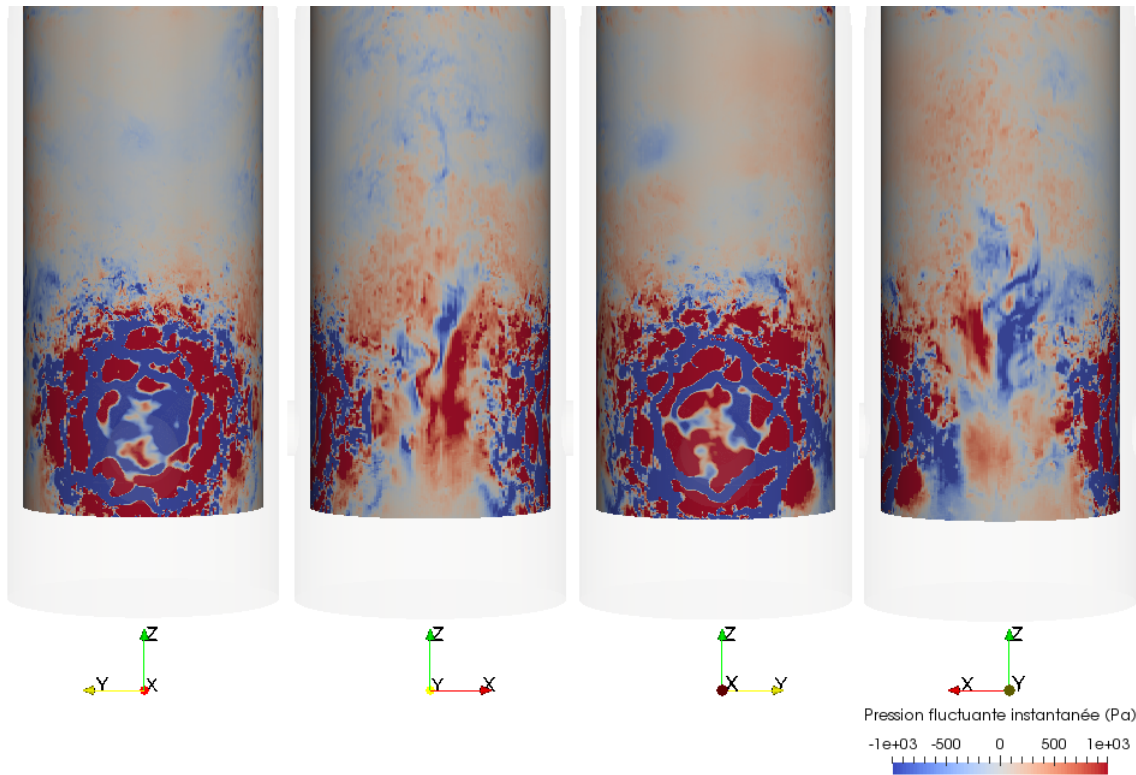 Z
Y X
Z
Y X
Z
X Y
Z
X Y
Pression fluctuante instantanée (Pa)
-1e+03 -500 0 500 1e+03